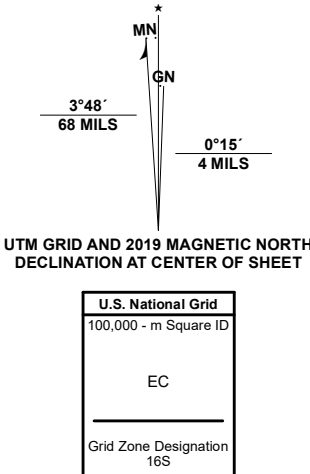 MN
GN
3°48´
68 MILS
0°15´
4 MILS
UTM GRID AND 2019 MAGNETIC NORTH
DECLINATION AT CENTER OF SHEET
U.S. National Grid
100,000 - m Square ID
EC
Grid Zone Designation
16S